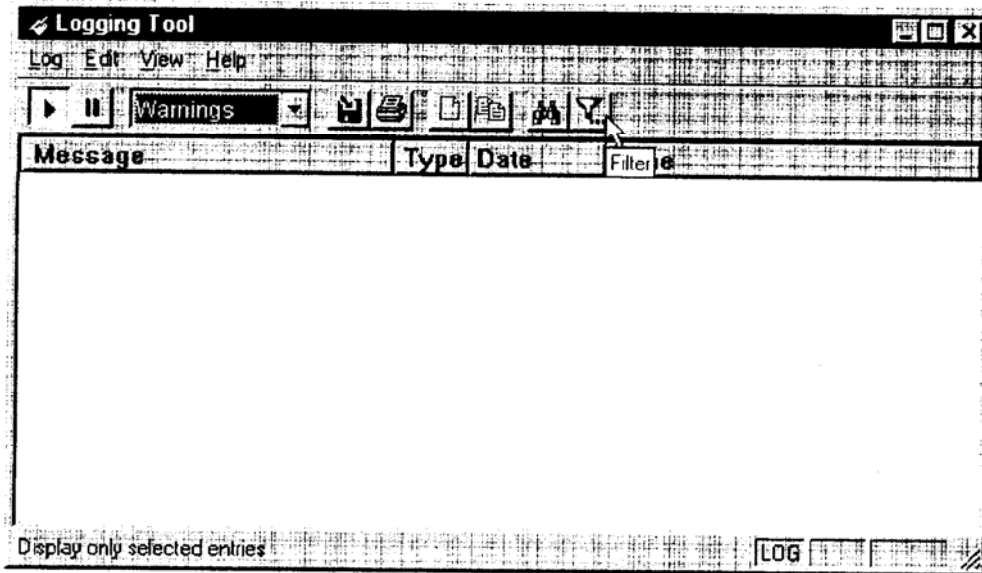 Logging Tool
Log Edit View Help
Warnings
Message Type Date
Filter
Display only selected entries
LOG